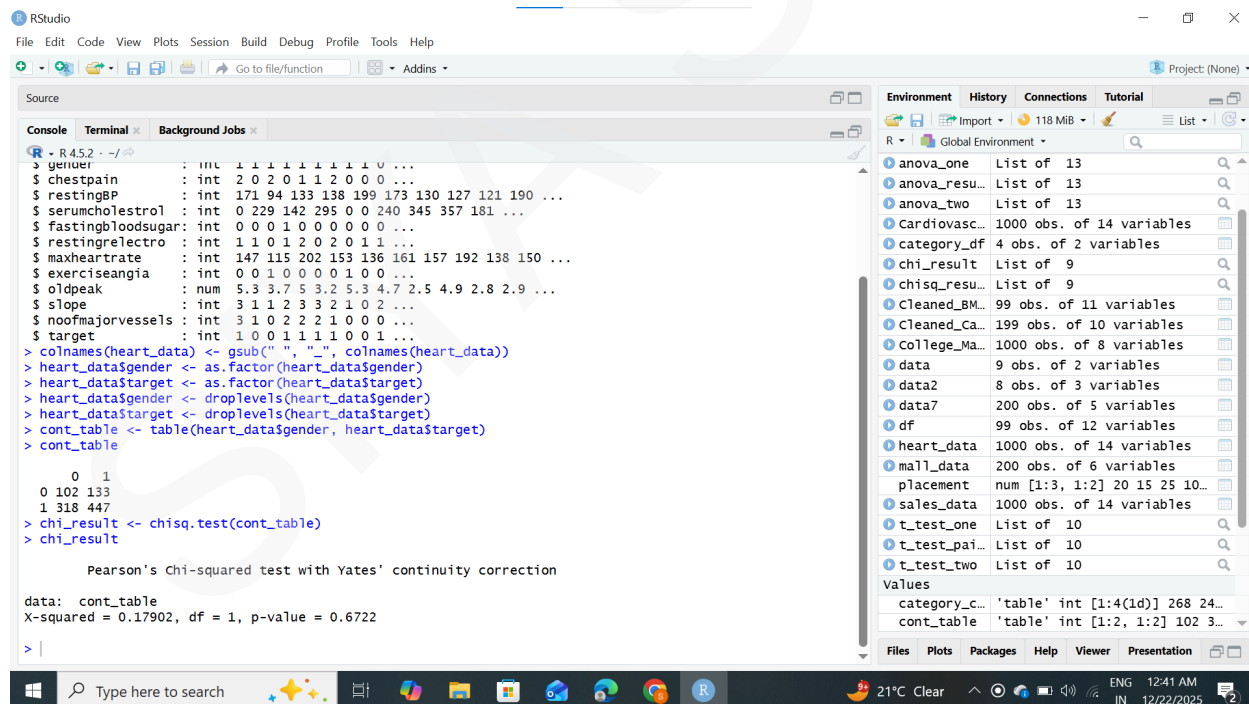 RStudio
File Edit Code View Plots Session Build Debug Profile Tools Help
Go to file/function Addins Project: (None)
Source
Console Terminal Background Jobs
R 4.5.2 · ~/
$ gender : int 1 1 1 1 1 1 1 1 1 0 ...
$ chestpain : int 2 0 2 0 1 1 2 0 0 0 ...
$ restingBP : int 171 94 133 138 199 173 130 127 121 190 ...
$ serumcholestrol : int 0 229 142 295 0 0 240 345 357 181 ...
$ fastingbloodsugar: int 0 0 0 1 0 0 0 0 0 0 ...
$ restingrelectro : int 1 1 0 1 2 0 2 0 1 1 ...
$ maxheartrate : int 147 115 202 153 136 161 157 192 138 150 ...
$ exerciseangia : int 0 0 1 0 0 0 0 1 0 0 ...
$ oldpeak : num 5.3 3.7 5 3.2 5.3 4.7 2.5 4.9 2.8 2.9 ...
$ slope : int 3 1 1 2 3 3 2 1 0 2 ...
$ noofmajorvessels : int 3 1 0 2 2 2 1 0 0 0 ...
$ target : int 1 0 0 1 1 1 1 0 0 1 ...
> colnames(heart_data) <- gsub(" ", "_", colnames(heart_data))
> heart_data$gender <- as.factor(heart_data$gender)
> heart_data$target <- as.factor(heart_data$target)
> heart_data$gender <- droplevels(heart_data$gender)
> heart_data$target <- droplevels(heart_data$target)
> cont_table <- table(heart_data$gender, heart_data$target)
> cont_table
0 1
0 102 133
1 318 447
> chi_result <- chisq.test(cont_table)
> chi_result
Pearson's Chi-squared test with Yates' continuity correction
data: cont_table
X-squared = 0.17902, df = 1, p-value = 0.6722
>
Environment History Connections Tutorial
Import 118 MiB List
R Global Environment
anova_one List of 13
anova_resu… List of 13
anova_two List of 13
Cardiovasc… 1000 obs. of 14 variables
category_df 4 obs. of 2 variables
chi_result List of 9
chisq_resu… List of 9
Cleaned_BM… 99 obs. of 11 variables
Cleaned_Ca… 199 obs. of 10 variables
College_Ma… 1000 obs. of 8 variables
data 9 obs. of 2 variables
data2 8 obs. of 3 variables
data7 200 obs. of 5 variables
df 99 obs. of 12 variables
heart_data 1000 obs. of 14 variables
mall_data 200 obs. of 6 variables
placement num [1:3, 1:2] 20 15 25 10…
sales_data 1000 obs. of 14 variables
t_test_one List of 10
t_test_pai… List of 10
t_test_two List of 10
Values
category_c… 'table' int [1:4(1d)] 268 24…
cont_table 'table' int [1:2, 1:2] 102 3…
Files Plots Packages Help Viewer Presentation
Type here to search
9+
21°C Clear
ENG
IN
12:41 AM
12/22/2025
2